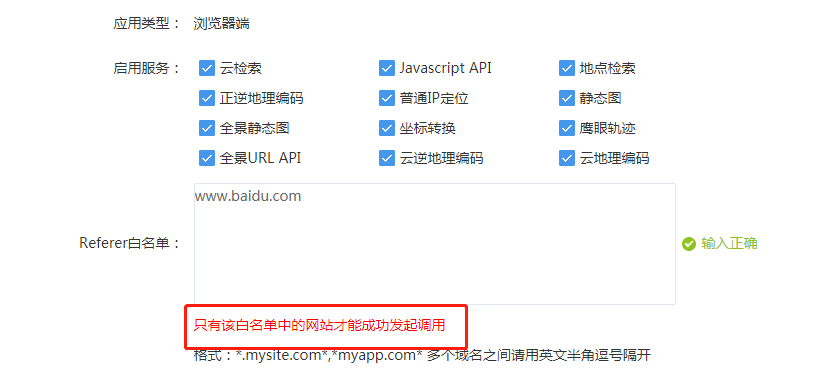 应用类型： 浏览器端
启用服务： 云检索 Javascript API 地点检索
正逆地理编码 普通IP定位 静态图
全景静态图 坐标转换 鹰眼轨迹
全景URL API 云逆地理编码 云地理编码
www.baidu.com
Referer白名单： 输入正确
只有该白名单中的网站才能成功发起调用
格式：*.mysite.com*,*myapp.com* 多个域名之间请用英文半角逗号隔开